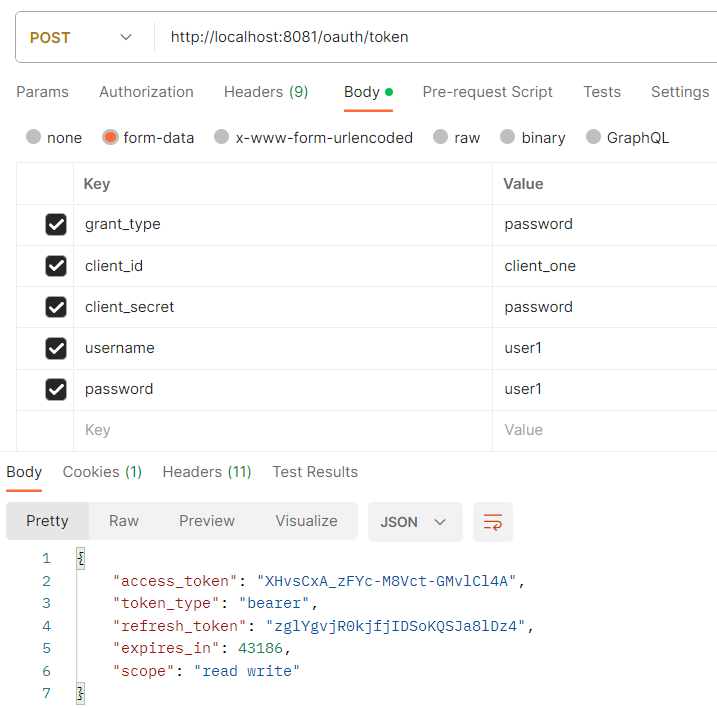 POST http://localhost:8081/oauth/token
Params Authorization Headers (9) Body Pre-request Script Tests Settings
none form-data x-www-form-urlencoded raw binary GraphQL
Key Value
grant_type password
client_id client_one
client_secret password
username user1
password user1
Key Value
Body Cookies (1) Headers (11) Test Results
Pretty Raw Preview Visualize JSON
1 {
2 "access_token": "XHvsCxA_zFYc-M8Vct-GMvlCl4A",
3 "token_type": "bearer",
4 "refresh_token": "zglYgvjR0kjfjIDSoKQSJa8lDz4",
5 "expires_in": 43186,
6 "scope": "read write"
7 }